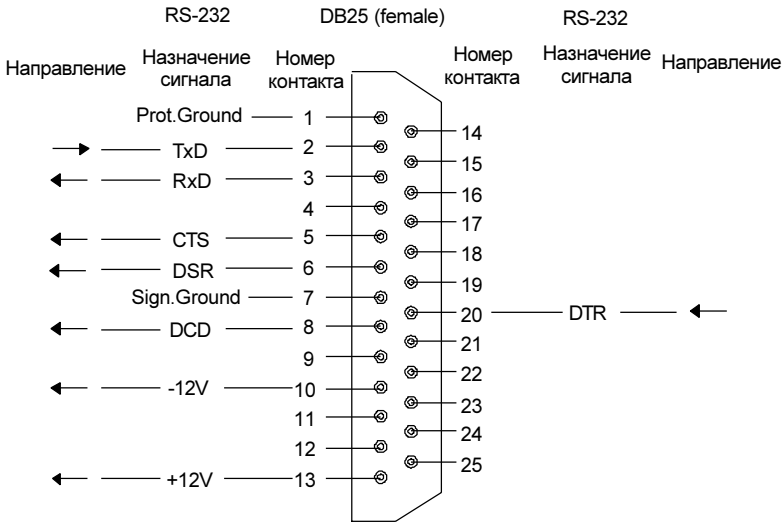 RS-232 DB25 (female) RS-232
Направление Назначение сигнала Номер контакта Номер контакта Назначение сигнала Направление
Prot.Ground 1
14
TxD 2
15
RxD 3
16
4
17
CTS 5
18
DSR 6
19
Sign.Ground 7
20 DTR
DCD 8
21
9
22
-12V 10
23
11
24
12
25
+12V 13